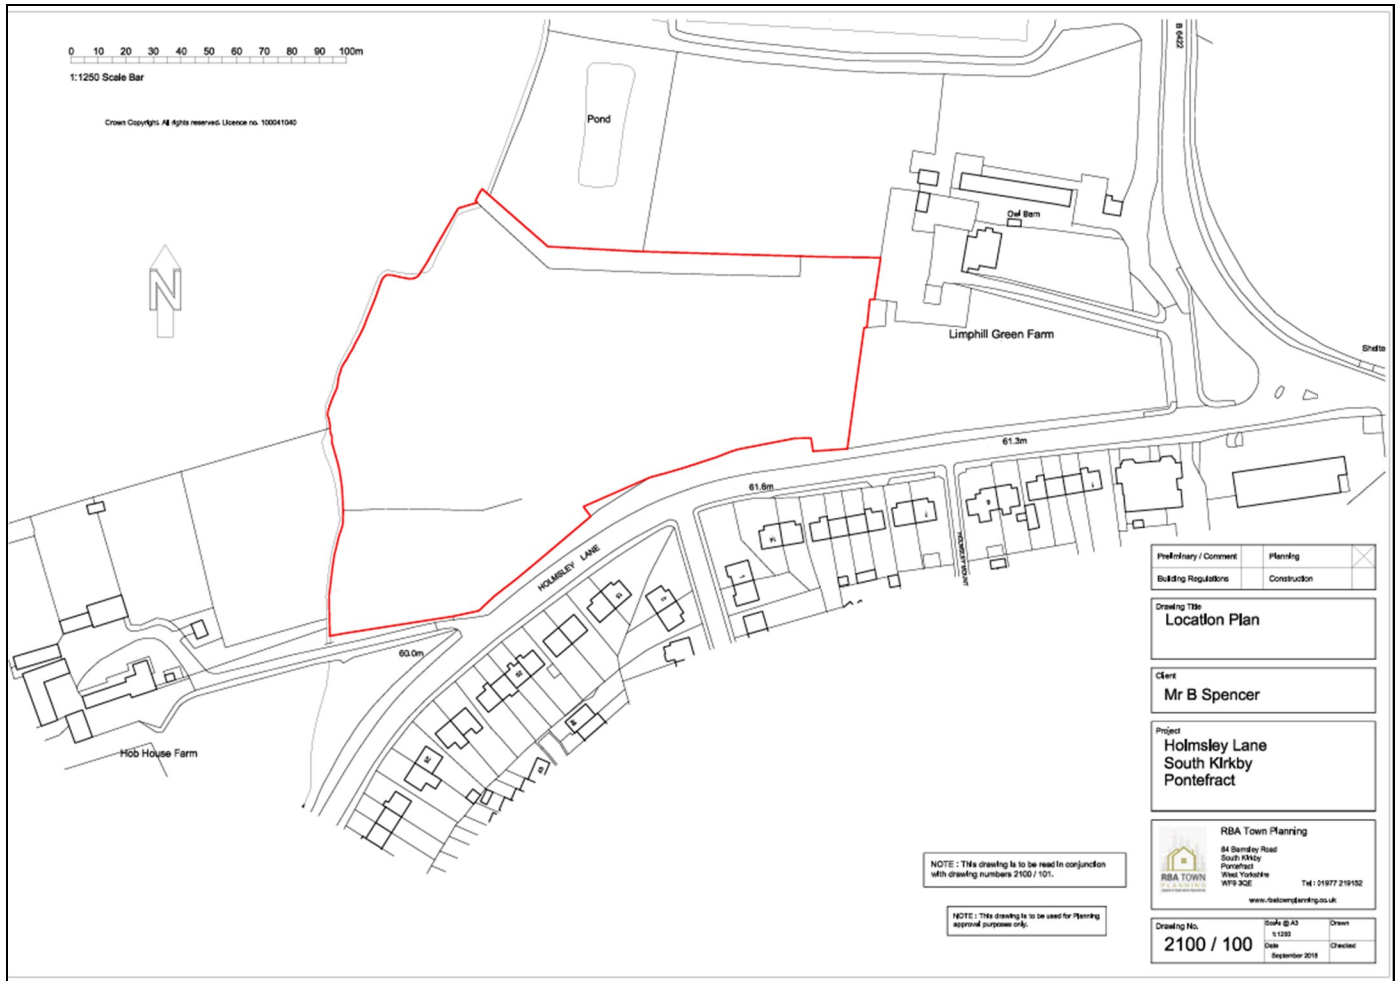 0 10 20 30 40 50 60 70 80 90 100m
1:1250 Scale Bar
Crown Copyright. All rights reserved. Licence no. 100041040
N
Pond
B 6422
Owl Barn
Limphill Green Farm
Shelte
61.3m
61.6m
HOLMSLEY LANE
HOLMSLEY MOUNT
60.0m
Hob House Farm
Preliminary / Comment
Planning
Building Regulations
Construction
Drawing Title
Location Plan
Client
Mr B Spencer
Project
Holmsley Lane
South Kirkby
Pontefract
RBA TOWN
PLANNING
RBA Town Planning
84 Barnsley Road
South Kirkby
Pontefract
West Yorkshire
WF9 3QE
Tel : 01977 219152
www.rbatownplanning.co.uk
NOTE : This drawing is to be read in conjunction
with drawing numbers 2100 / 101.
NOTE : This drawing is to be used for Planning
approval purposes only.
Drawing No.
2100 / 100
Scale @ A3
1:1250
Drawn
Date
September 2018
Checked